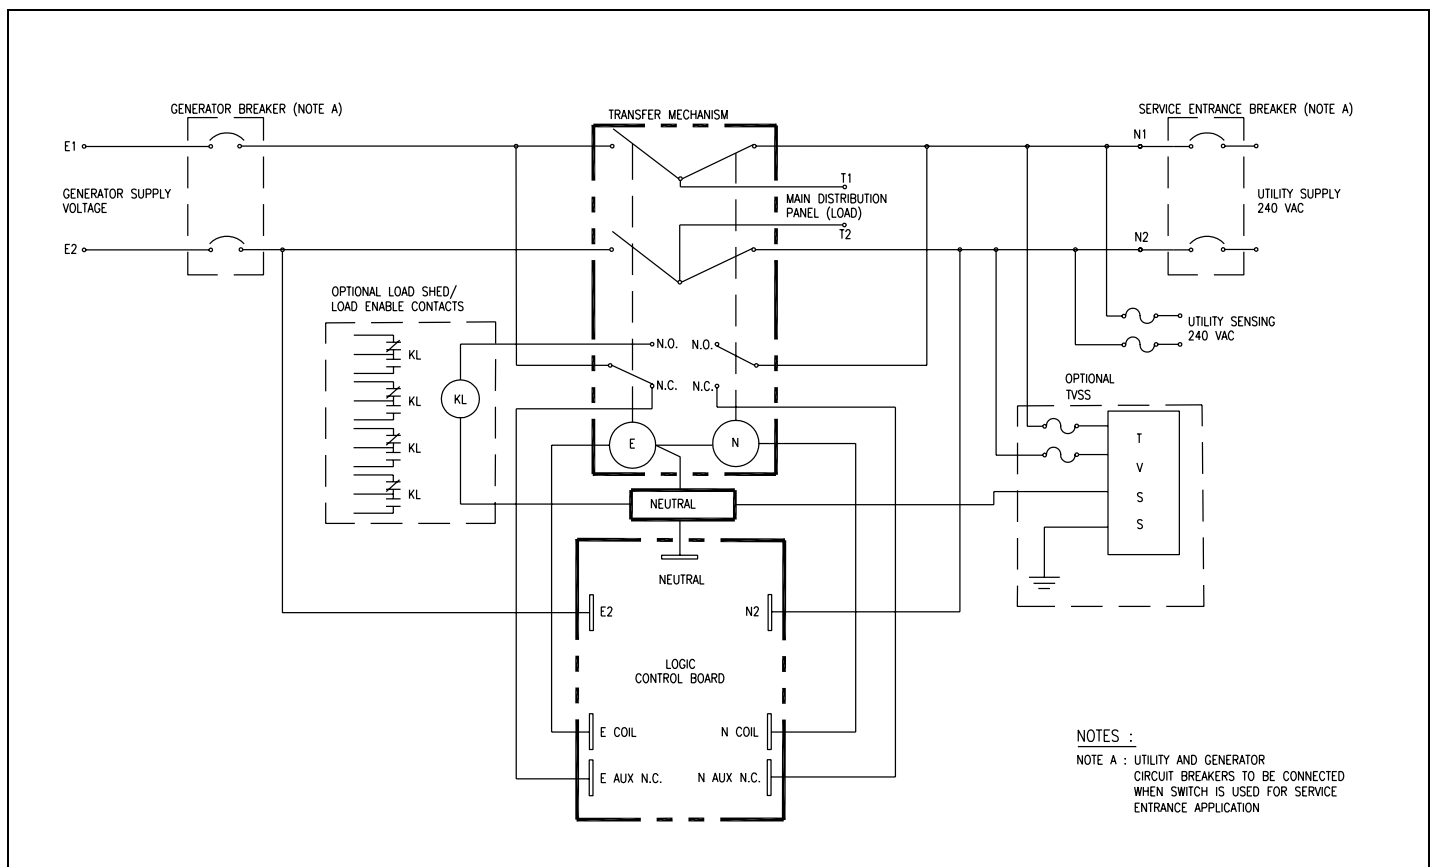 GENERATOR BREAKER (NOTE A)
TRANSFER MECHANISM
SERVICE ENTRANCE BREAKER (NOTE A)
E1
N1
T1
GENERATOR SUPPLY
VOLTAGE
MAIN DISTRIBUTION
PANEL (LOAD)
UTILITY SUPPLY
240 VAC
T2
E2
N2
OPTIONAL LOAD SHED/
LOAD ENABLE CONTACTS
UTILITY SENSING
240 VAC
N.O.
N.O.
KL
N.C.
N.C.
OPTIONAL
TVSS
KL
KL
KL
KL
E
N
T
V
S
S
NEUTRAL
NEUTRAL
E2
N2
LOGIC
CONTROL BOARD
E COIL
N COIL
E AUX N.C.
N AUX N.C.
NOTES :
NOTE A : UTILITY AND GENERATOR
CIRCUIT BREAKERS TO BE CONNECTED
WHEN SWITCH IS USED FOR SERVICE
ENTRANCE APPLICATION